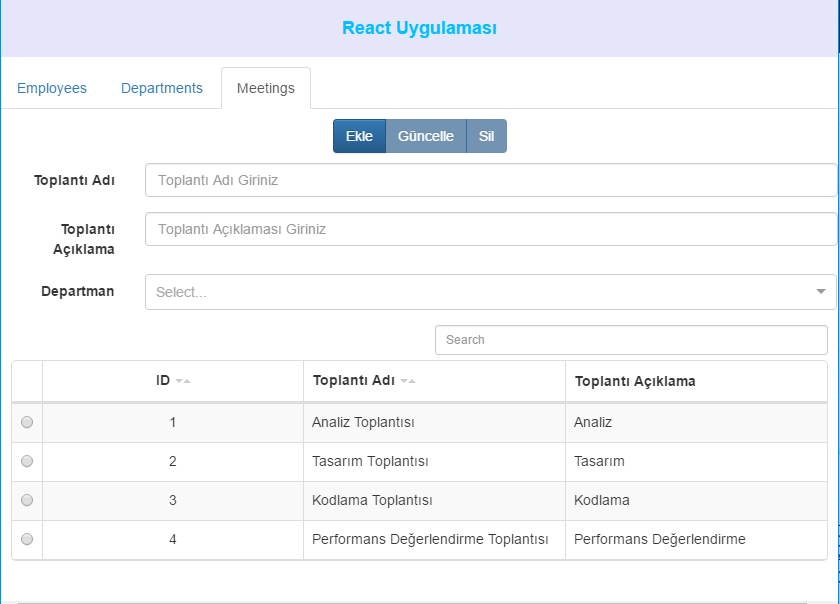 React Uygulaması
Employees Departments Meetings
Ekle Güncelle Sil
Toplantı Adı Toplantı Adı Giriniz
Toplantı Açıklama Toplantı Açıklaması Giriniz
Departman Select...
Search
ID Toplantı Adı Toplantı Açıklama
1 Analiz Toplantısı Analiz
2 Tasarım Toplantısı Tasarım
3 Kodlama Toplantısı Kodlama
4 Performans Değerlendirme Toplantısı Performans Değerlendirme